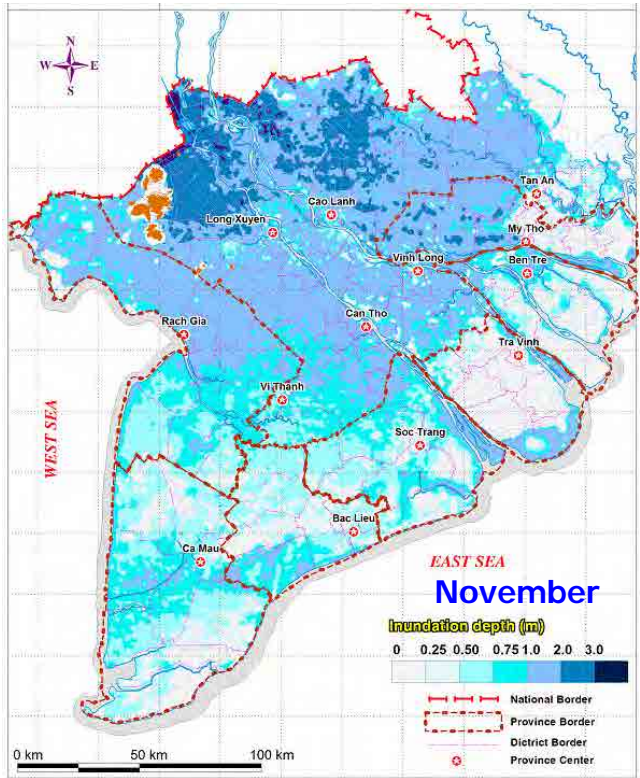 N
W E
S
Tan An
Cao Lanh
Long Xuyen
My Tho
Vinh Long
Ben Tre
Can Tho
Rach Gia
Tra Vinh
Vi Thanh
WEST SEA
Soc Trang
Bac Lieu
Ca Mau
EAST SEA
November
Inundation depth (m)
0 0.25 0.50 0.75 1.0 2.0 3.0
National Border
Province Border
Dictrict Border
Province Center
0 km 50 km 100 km